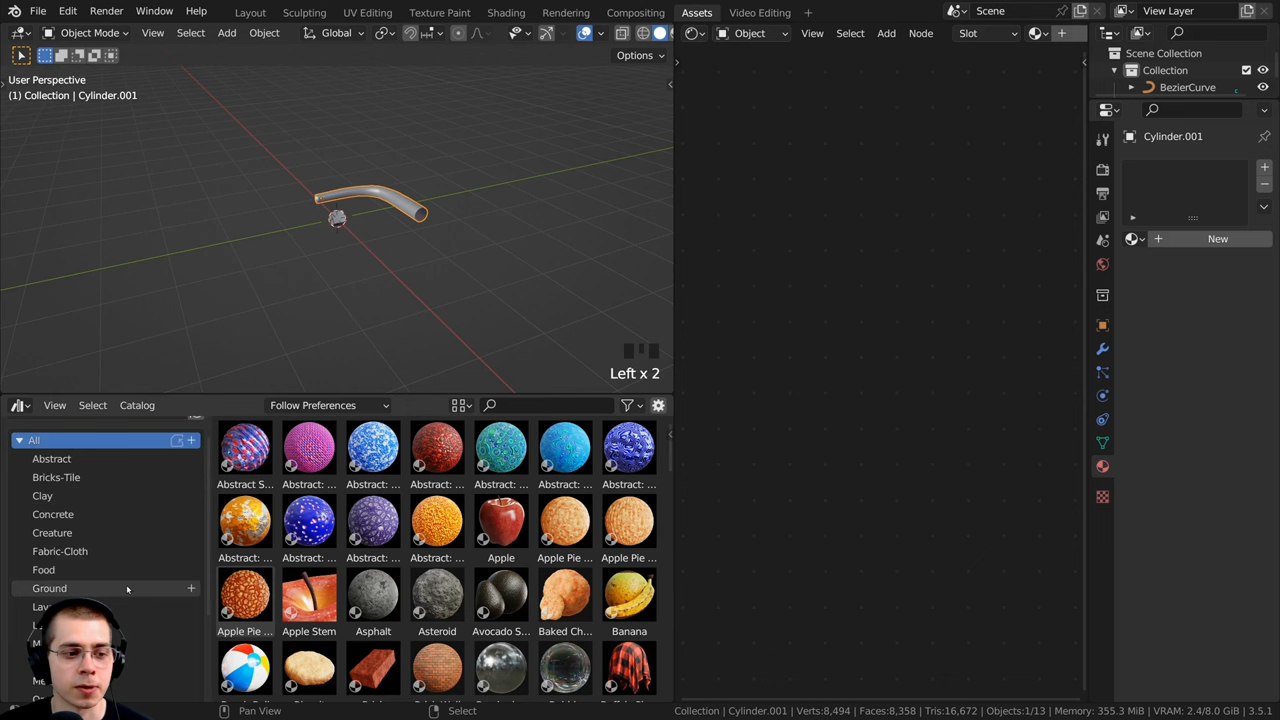 File Edit Render Window Help
Layout Sculpting UV Editing Texture Paint Shading Rendering Compositing Assets Video Editing
Scene
View Layer
Object Mode View Select Add Object Global
Options
User Perspective
(1) Collection | Cylinder.001
Left x 2
Object View Select Add Node Slot
Scene Collection
Collection
BezierCurve
Cylinder.001
New
View Select Catalog
Follow Preferences
All
Abstract
Bricks-Tile
Clay
Concrete
Creature
Fabric-Cloth
Food
Ground
Abstract S... Abstract: ... Abstract: ... Abstract: ... Abstract: ... Abstract: ... Abstract: ...
Abstract: ... Abstract: ... Abstract: ... Abstract: ... Apple Apple Pie ... Apple Pie ...
Apple Pie ... Apple Stem Asphalt Asteroid Avocado S... Baked Ch... Banana
Pan View
Select
Collection | Cylinder.001 | Verts:8,494 | Faces:8,358 | Tris:16,672 | Objects:1/13 | Memory: 355.3 MiB | VRAM: 2.4/8.0 GiB | 3.5.1